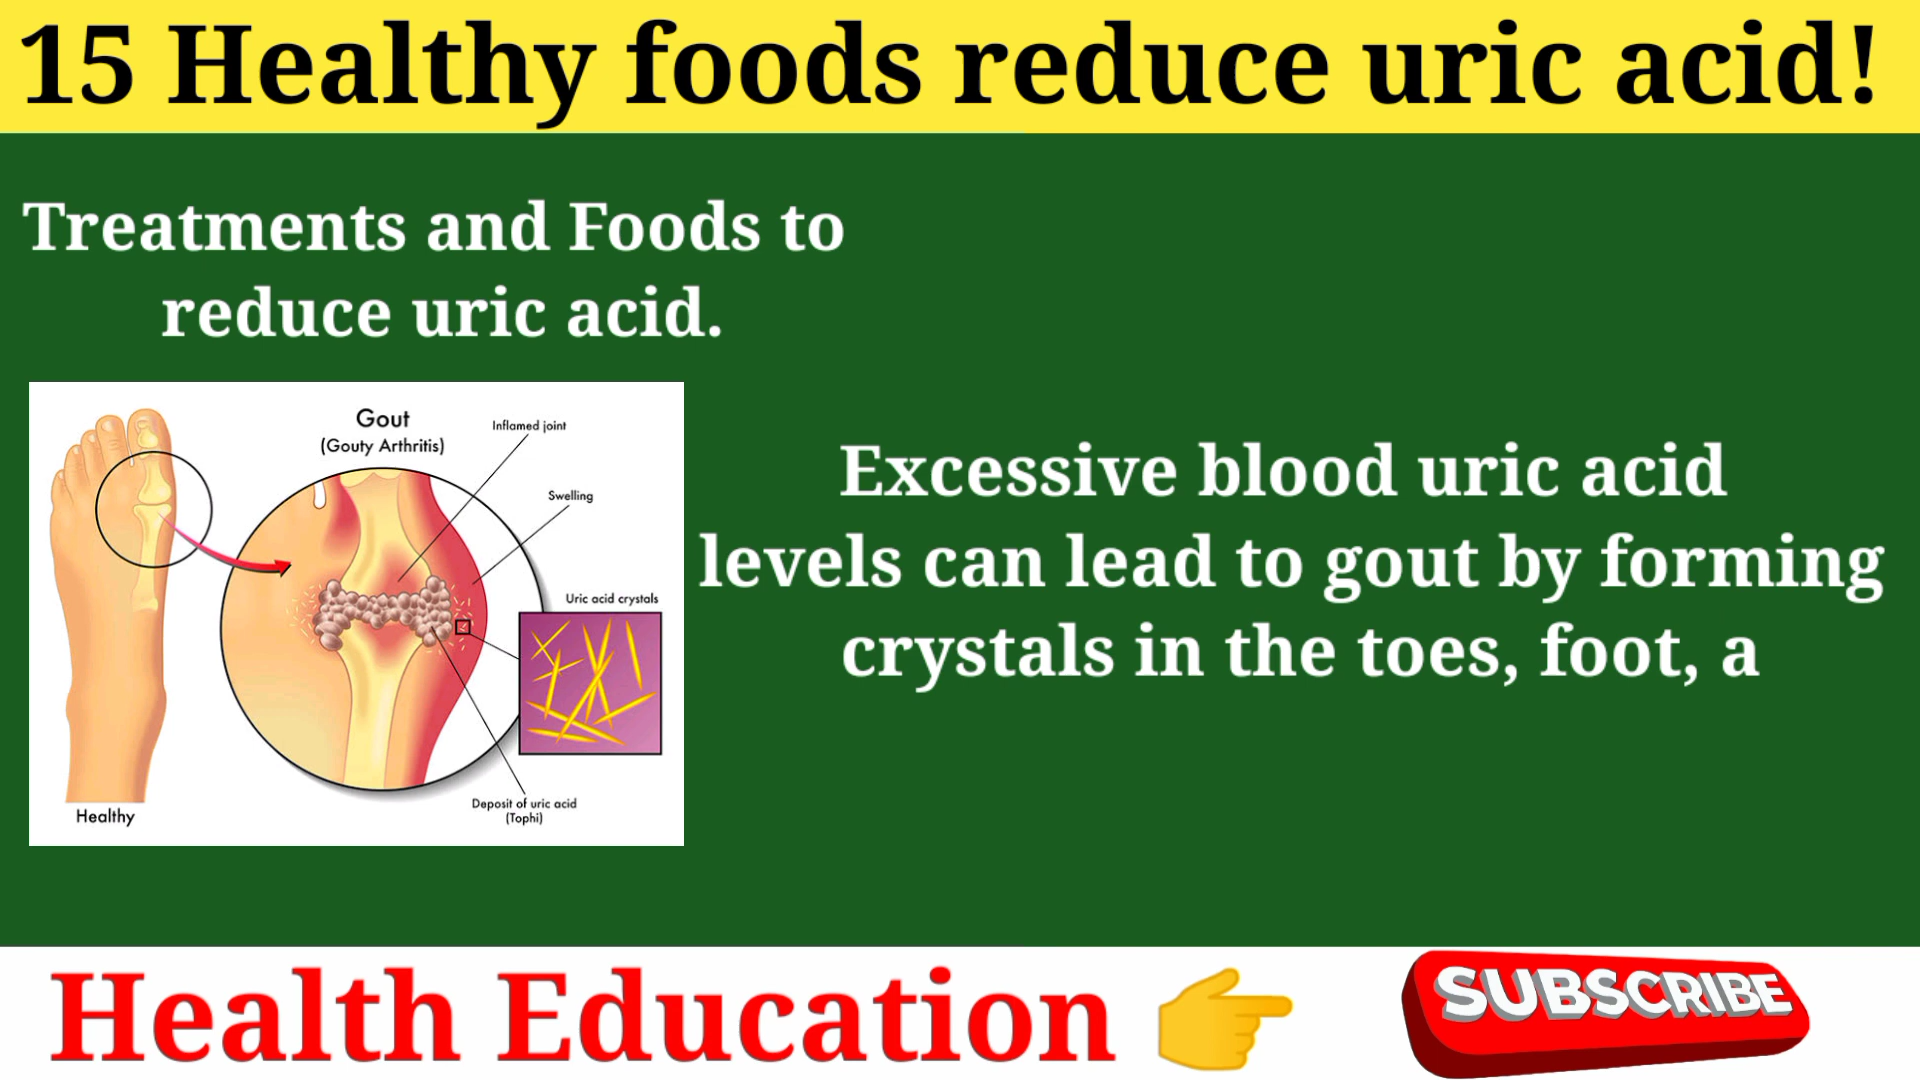 15 Healthy foods reduce uric acid!
Treatments and Foods to
reduce uric acid.
Gout
(Gouty Arthritis)
Inflamed joint
Swelling
Uric acid crystals
Deposit of uric acid
(Tophi)
Healthy
Excessive blood uric acid
levels can lead to gout by forming
crystals in the toes, foot, a
Health Education
SUBSCRIBE